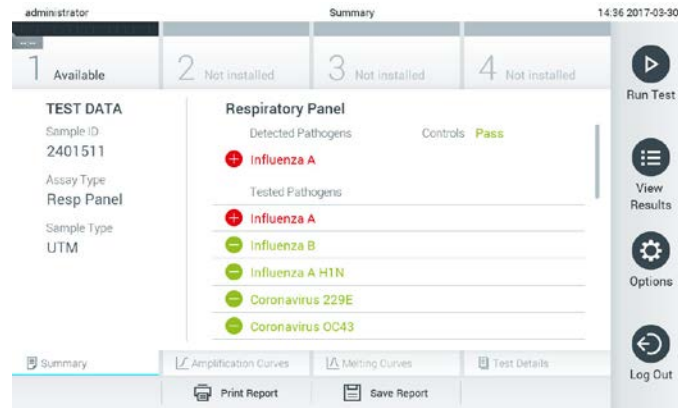 administrator Summary 14:36 2017-03-30
1 Available 2 Not installed 3 Not installed 4 Not installed
Run Test
TEST DATA
Sample ID
2401511
Assay Type
Resp Panel
Sample Type
UTM
Respiratory Panel
Detected Pathogens Controls Pass
Influenza A
Tested Pathogens
Influenza A
Influenza B
Influenza A H1N
Coronavirus 229E
Coronavirus OC43
View
Results
Options
Log Out
Summary Amplification Curves Melting Curves Test Details
Print Report Save Report